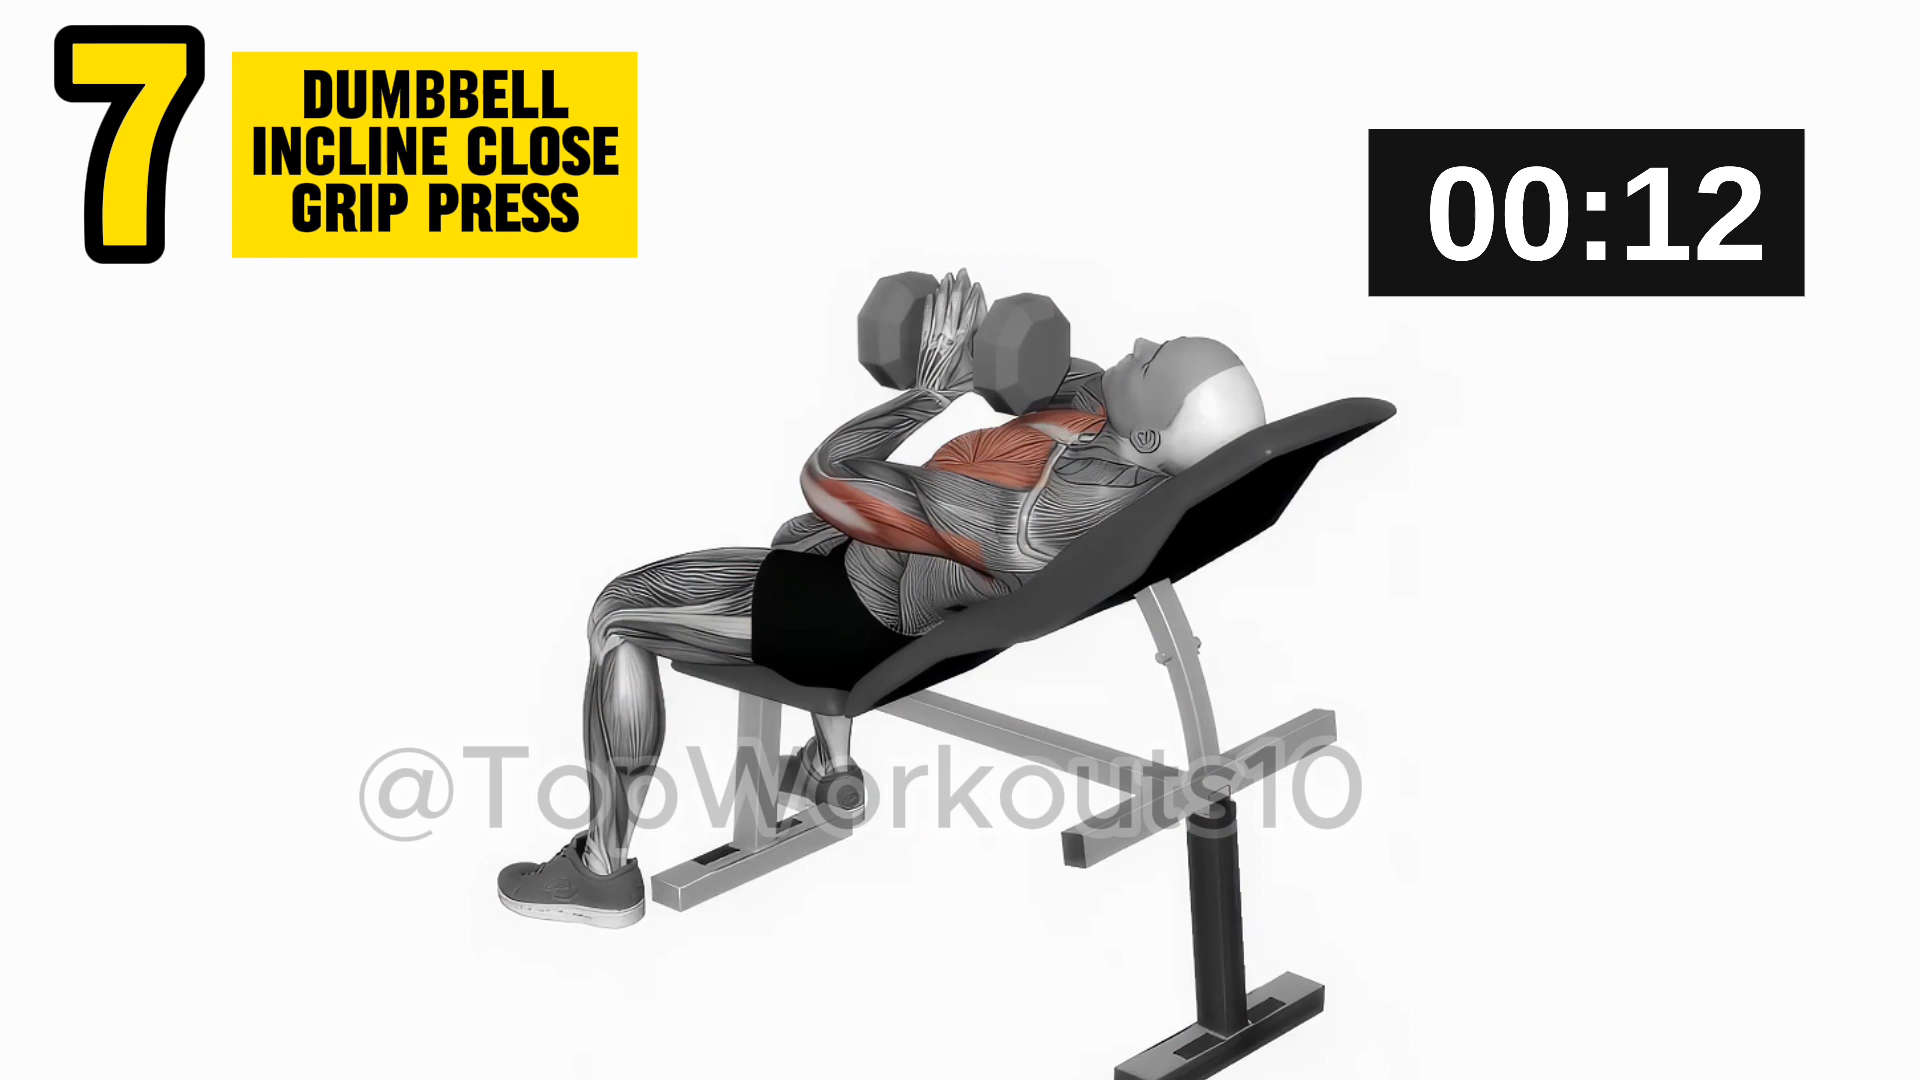 7
DUMBBELL
INCLINE CLOSE
GRIP PRESS
00:12
@TopWorkouts10